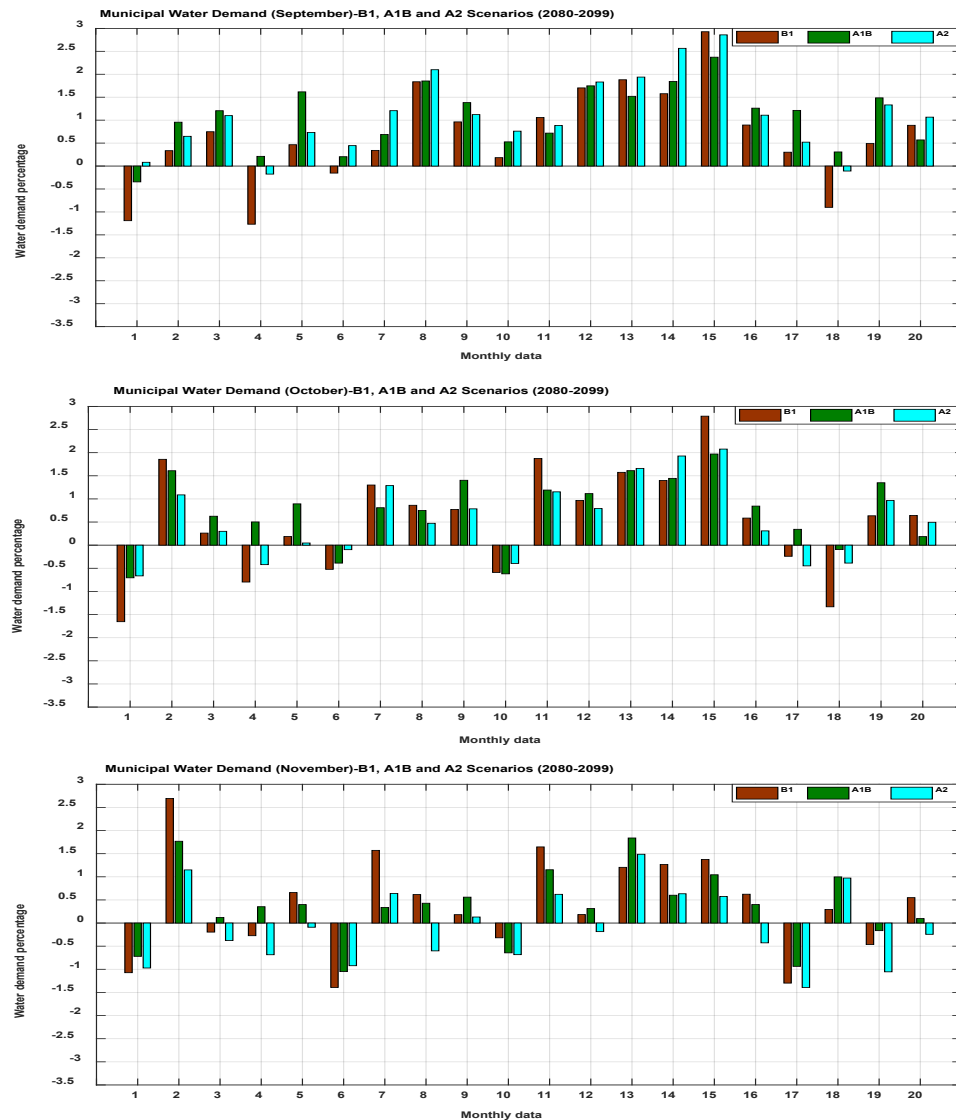 Municipal Water Demand (September)-B1, A1B and A2 Scenarios (2080-2099)
B1 A1B A2
Water demand percentage
3
2.5
2
1.5
1
0.5
0
-0.5
-1
-2
-2.5
-3
-3.5
1 2 3 4 5 6 7 8 9 10 11 12 13 14 15 16 17 18 19 20
Monthly data
Municipal Water Demand (October)-B1, A1B and A2 Scenarios (2080-2099)
B1 A1B A2
Water demand percentage
3
2.5
2
1.5
1
0.5
0
-0.5
-1
-1.5
-2
-2.5
-3
-3.5
1 2 3 4 5 6 7 8 9 10 11 12 13 14 15 16 17 18 19 20
Monthly data
Municipal Water Demand (November)-B1, A1B and A2 Scenarios (2080-2099)
B1 A1B A2
Water demand percentage
3
2.5
2
1.5
1
0.5
0
-0.5
-1
-1.5
-2
-2.5
-3
-3.5
1 2 3 4 5 6 7 8 9 10 11 12 13 14 15 16 17 18 19 20
Monthly data